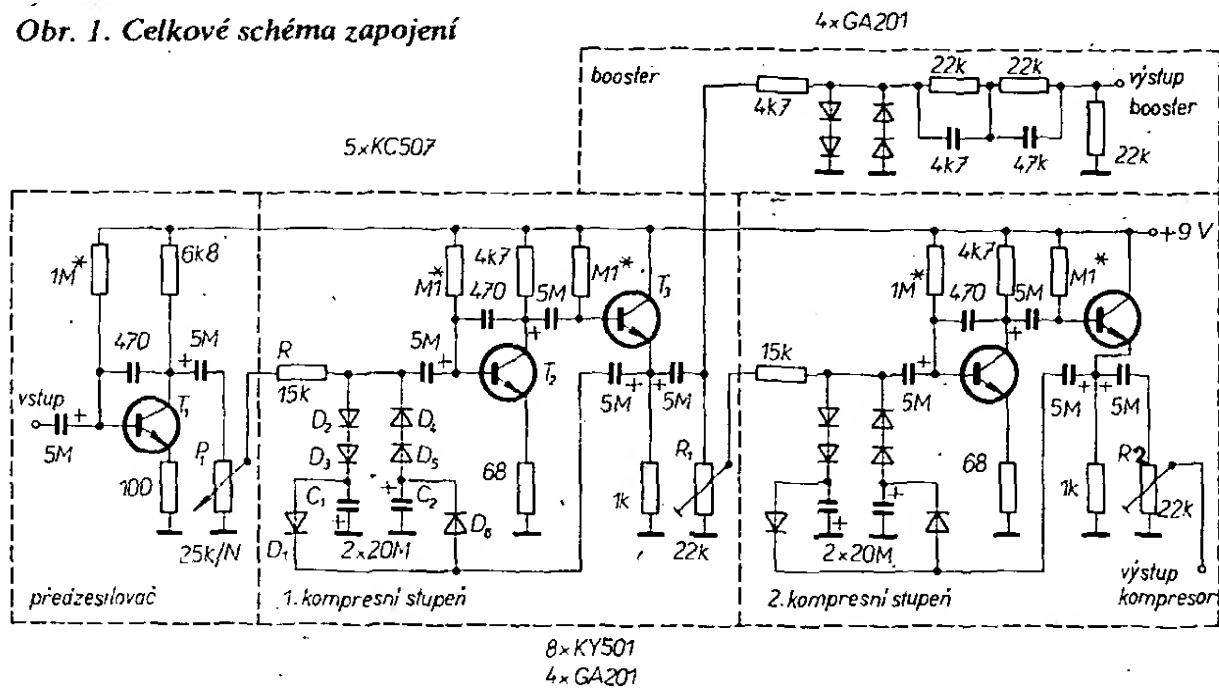 Obr. 1. Celkové schéma zapojení
4×GA201
booster
4k7
22k
22k
4k7
47k
22k
výstup
booster
5×KC507
+9V
1M*
6k8
470
5M
vstup
5M
T1
100
P1
25k/N
předzesilovač
R
15k
D2
D3
D4
D5
C1
C2
D1
D6
2×20M
M1*
4k7
470
5M
M1*
5M
T2
T3
68
5M
5M
1k
R1
22k
1. kompresní stupeň
15k
2×20M
1M*
4k7
470
5M
M1*
5M
68
5M
5M
1k
R2
22k
2. kompresní stupeň
výstup
kompresor
8×KY501
4×GA201